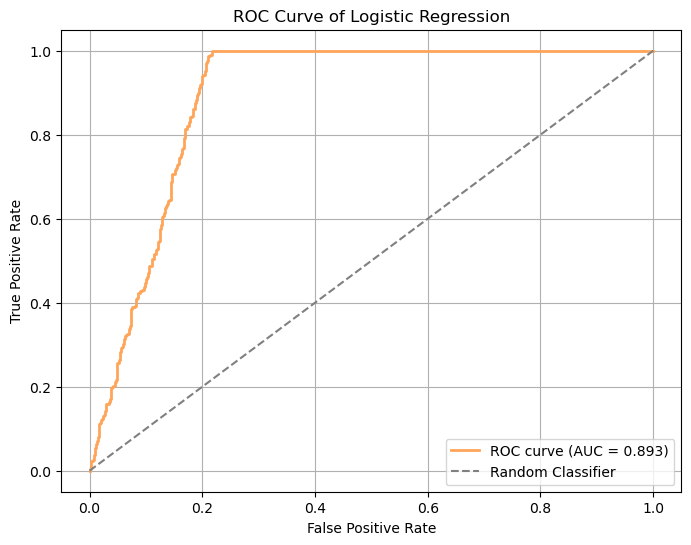 ROC Curve of Logistic Regression
True Positive Rate
1.0
0.8
0.6
0.4
0.2
0.0
ROC curve (AUC = 0.893)
Random Classifier
0.0 0.2 0.4 0.6 0.8 1.0
False Positive Rate